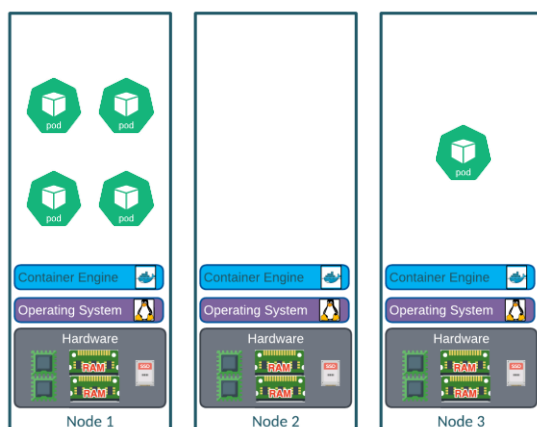 pod pod
pod pod
pod
Container Engine
Operating System
Hardware
RAM
RAM
SSD
Node 1
Container Engine
Operating System
Hardware
RAM
RAM
SSD
Node 2
Container Engine
Operating System
Hardware
RAM
RAM
SSD
Node 3